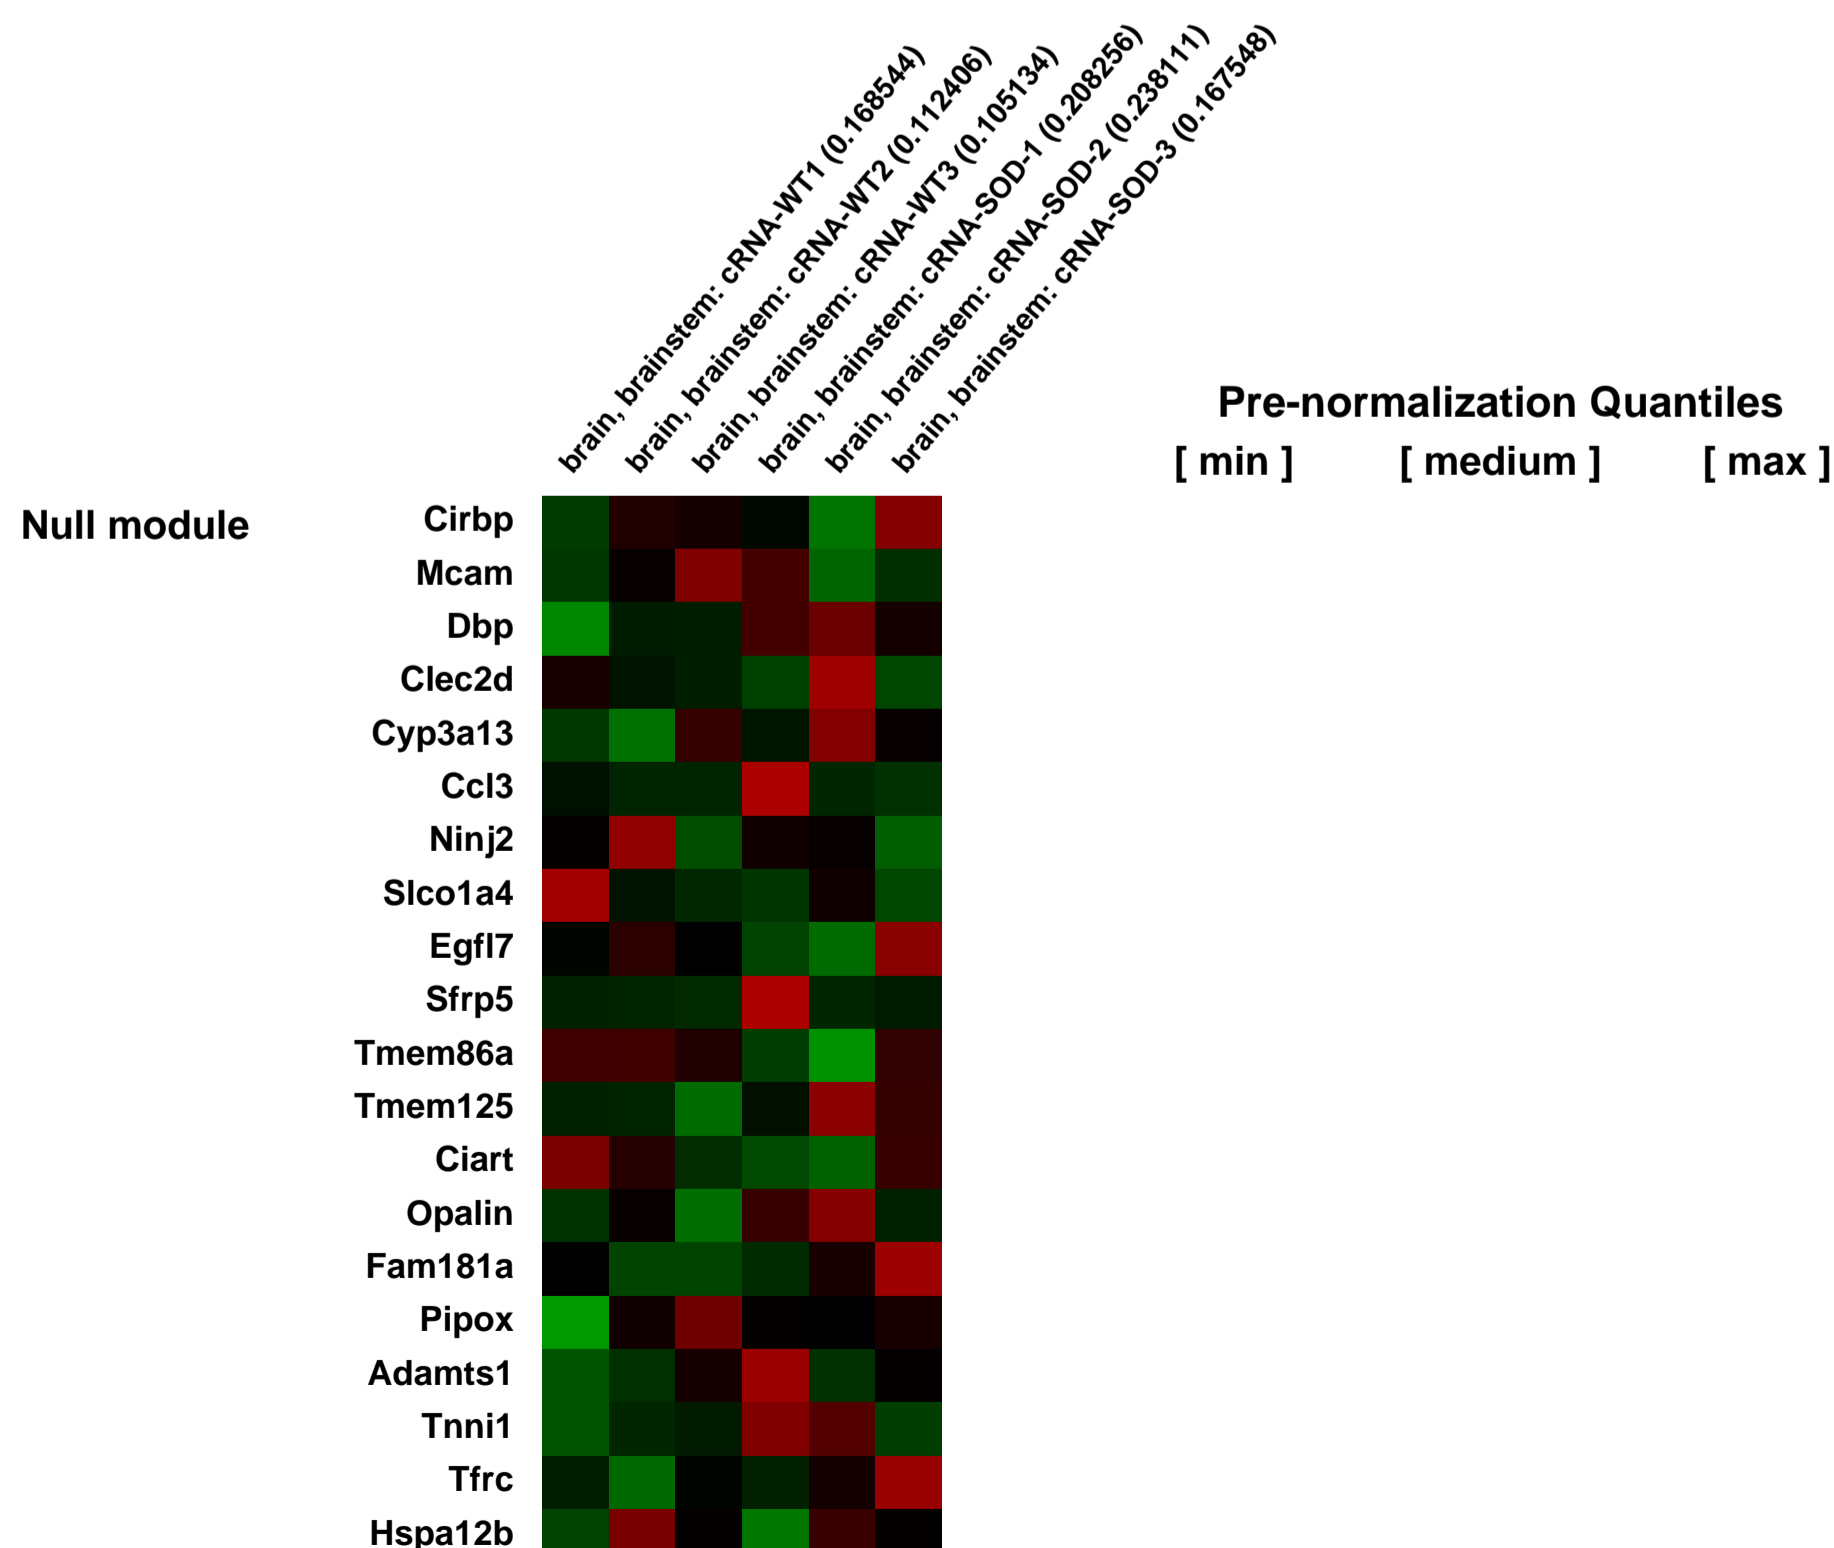 brain, brainstem: cRNA-WT1 (0.168544)
brain, brainstem: cRNA-WT2 (0.112406)
brain, brainstem: cRNA-WT3 (0.105134)
brain, brainstem: cRNA-SOD-1 (0.208256)
brain, brainstem: cRNA-SOD-2 (0.238111)
brain, brainstem: cRNA-SOD-3 (0.167548)
Pre-normalization Quantiles
[ min ] [ medium ] [ max ]
Null module
Cirbp
Mcam
Dbp
Clec2d
Cyp3a13
Ccl3
Ninj2
Slco1a4
Egfl7
Sfrp5
Tmem86a
Tmem125
Ciart
Opalin
Fam181a
Pipox
Adamts1
Tnni1
Tfrc
Hspa12b